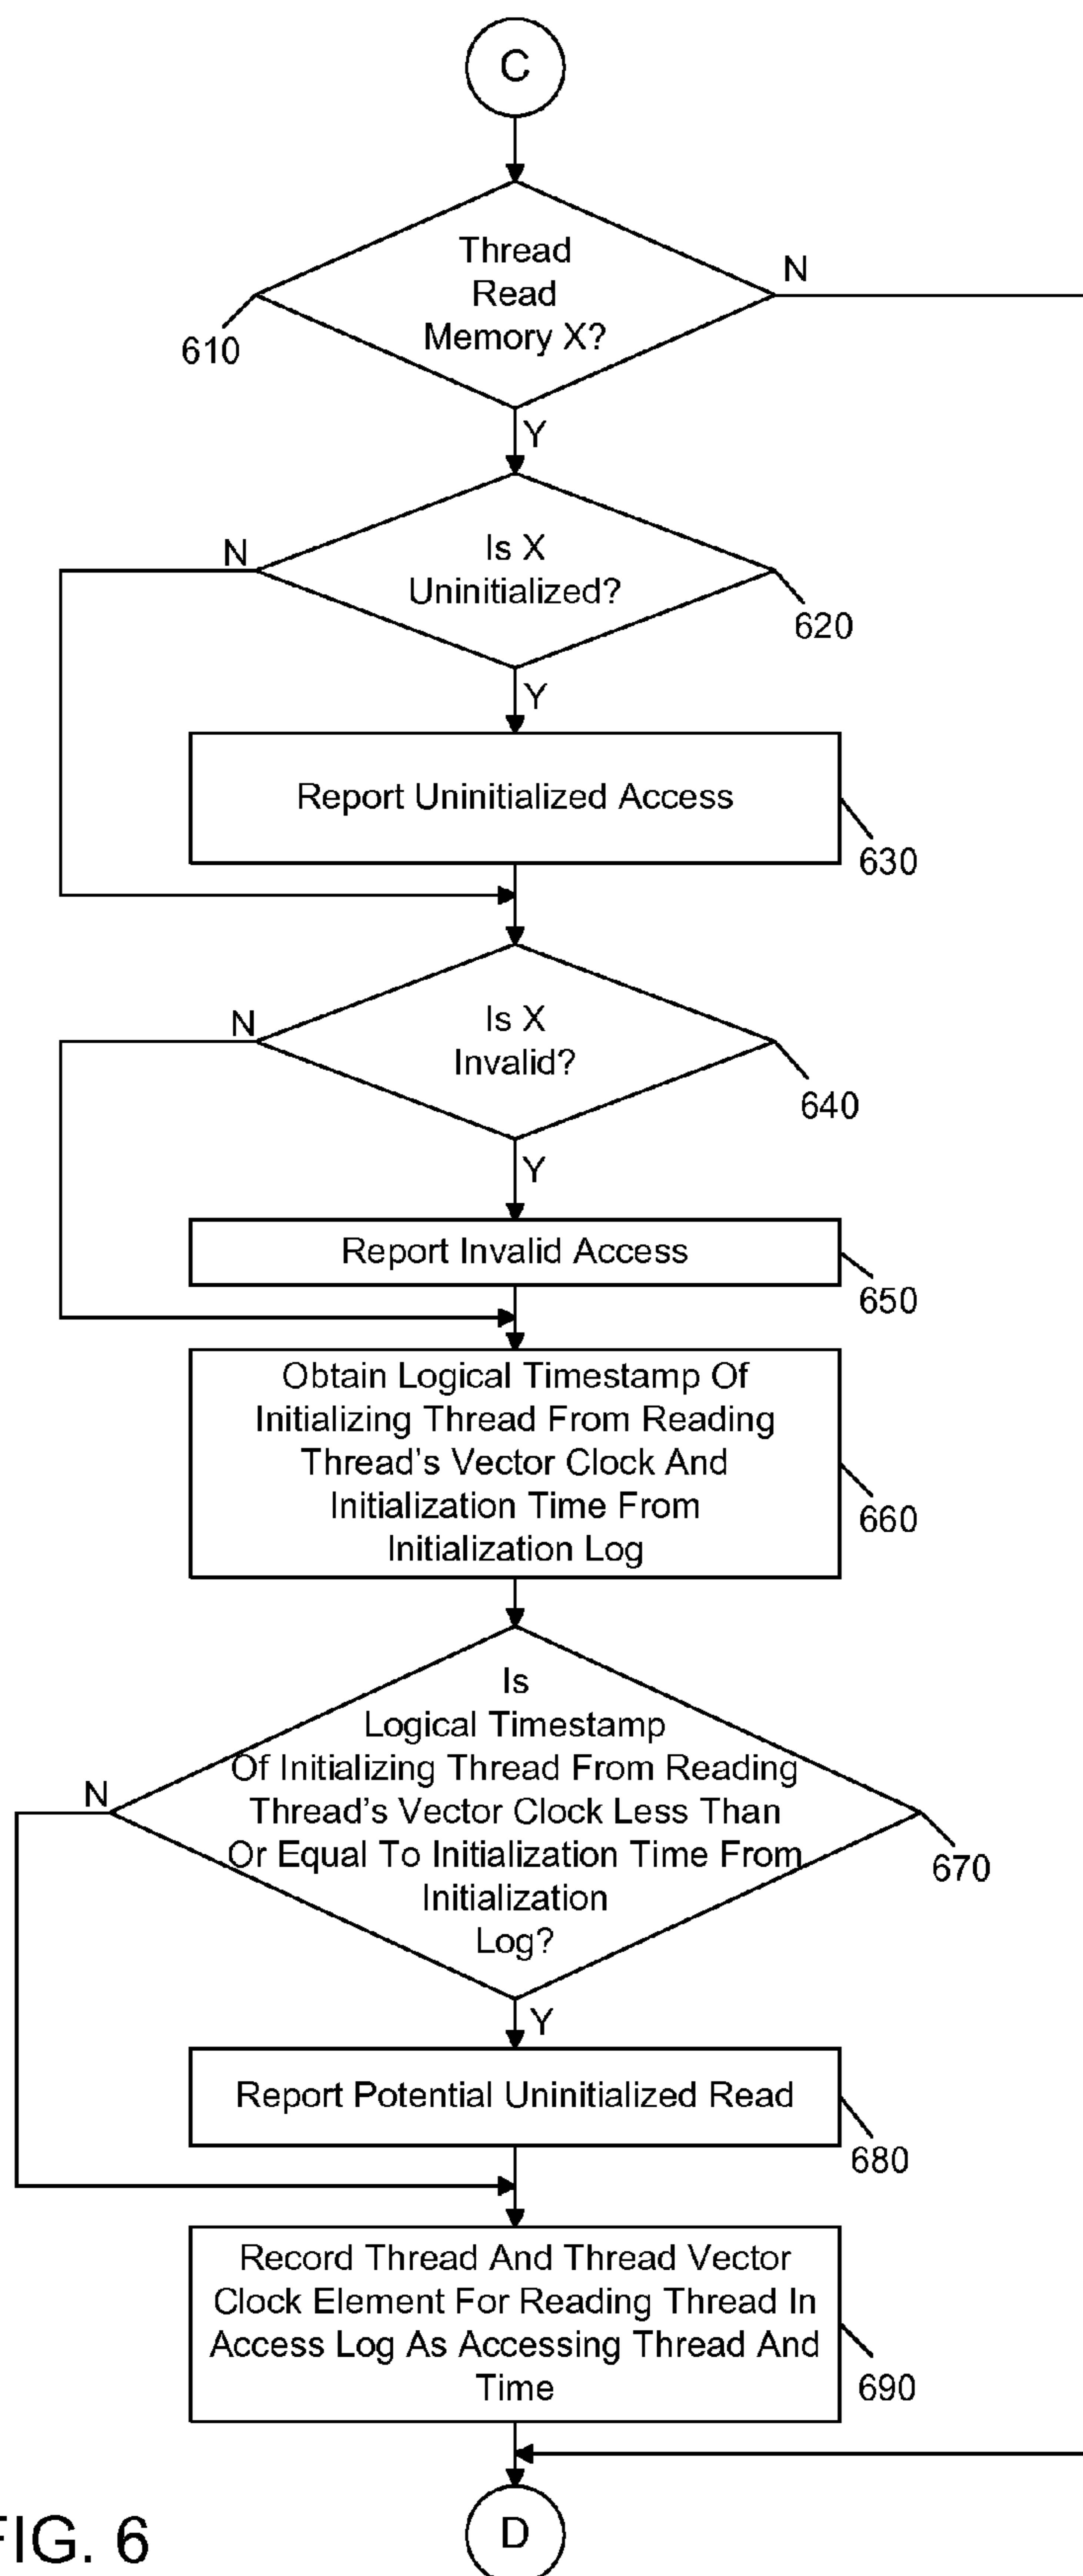 C
Thread
Read
Memory X?
N
610
Y
Is X
Uninitialized?
N
620
Y
Report Uninitialized Access
630
Is X
Invalid?
N
640
Y
Report Invalid Access
650
Obtain Logical Timestamp Of
Initializing Thread From Reading
Thread's Vector Clock And
Initialization Time From
Initialization Log
660
Is
Logical Timestamp
Of Initializing Thread From Reading
Thread's Vector Clock Less Than
Or Equal To Initialization Time From
Initialization
Log?
N
670
Y
Report Potential Uninitialized Read
680
Record Thread And Thread Vector
Clock Element For Reading Thread In
Access Log As Accessing Thread And
Time
690
D
FIG. 6